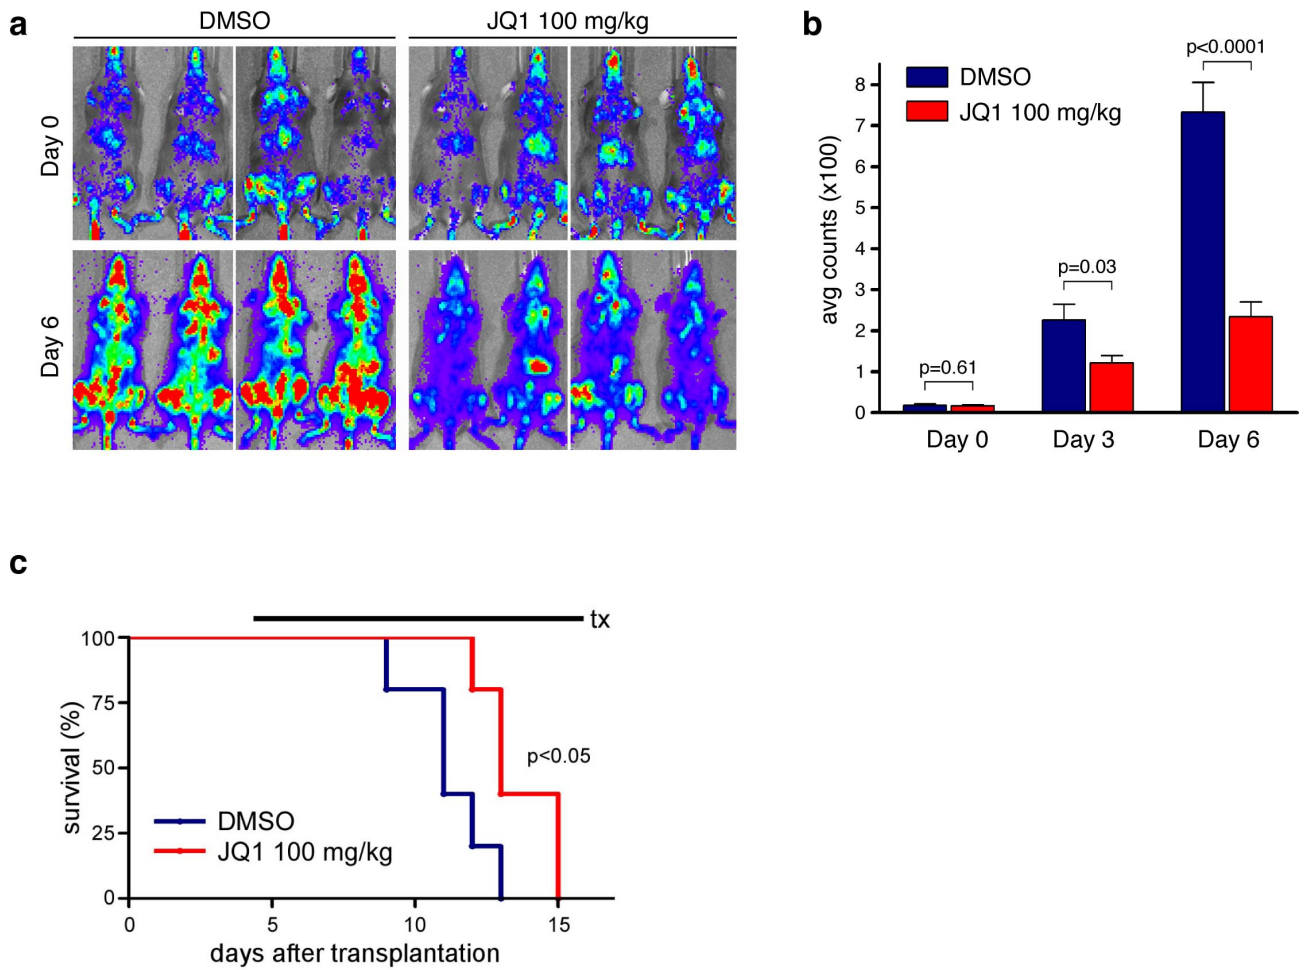 a
DMSO
JQ1 100 mg/kg
Day 0
Day 6
b
p<0.0001
DMSO
JQ1 100 mg/kg
avg counts (x100)
8
7
6
5
4
3
2
1
0
p=0.61
p=0.03
Day 0
Day 3
Day 6
c
tx
survival (%)
100
75
50
25
0
p<0.05
DMSO
JQ1 100 mg/kg
0
5
10
15
days after transplantation